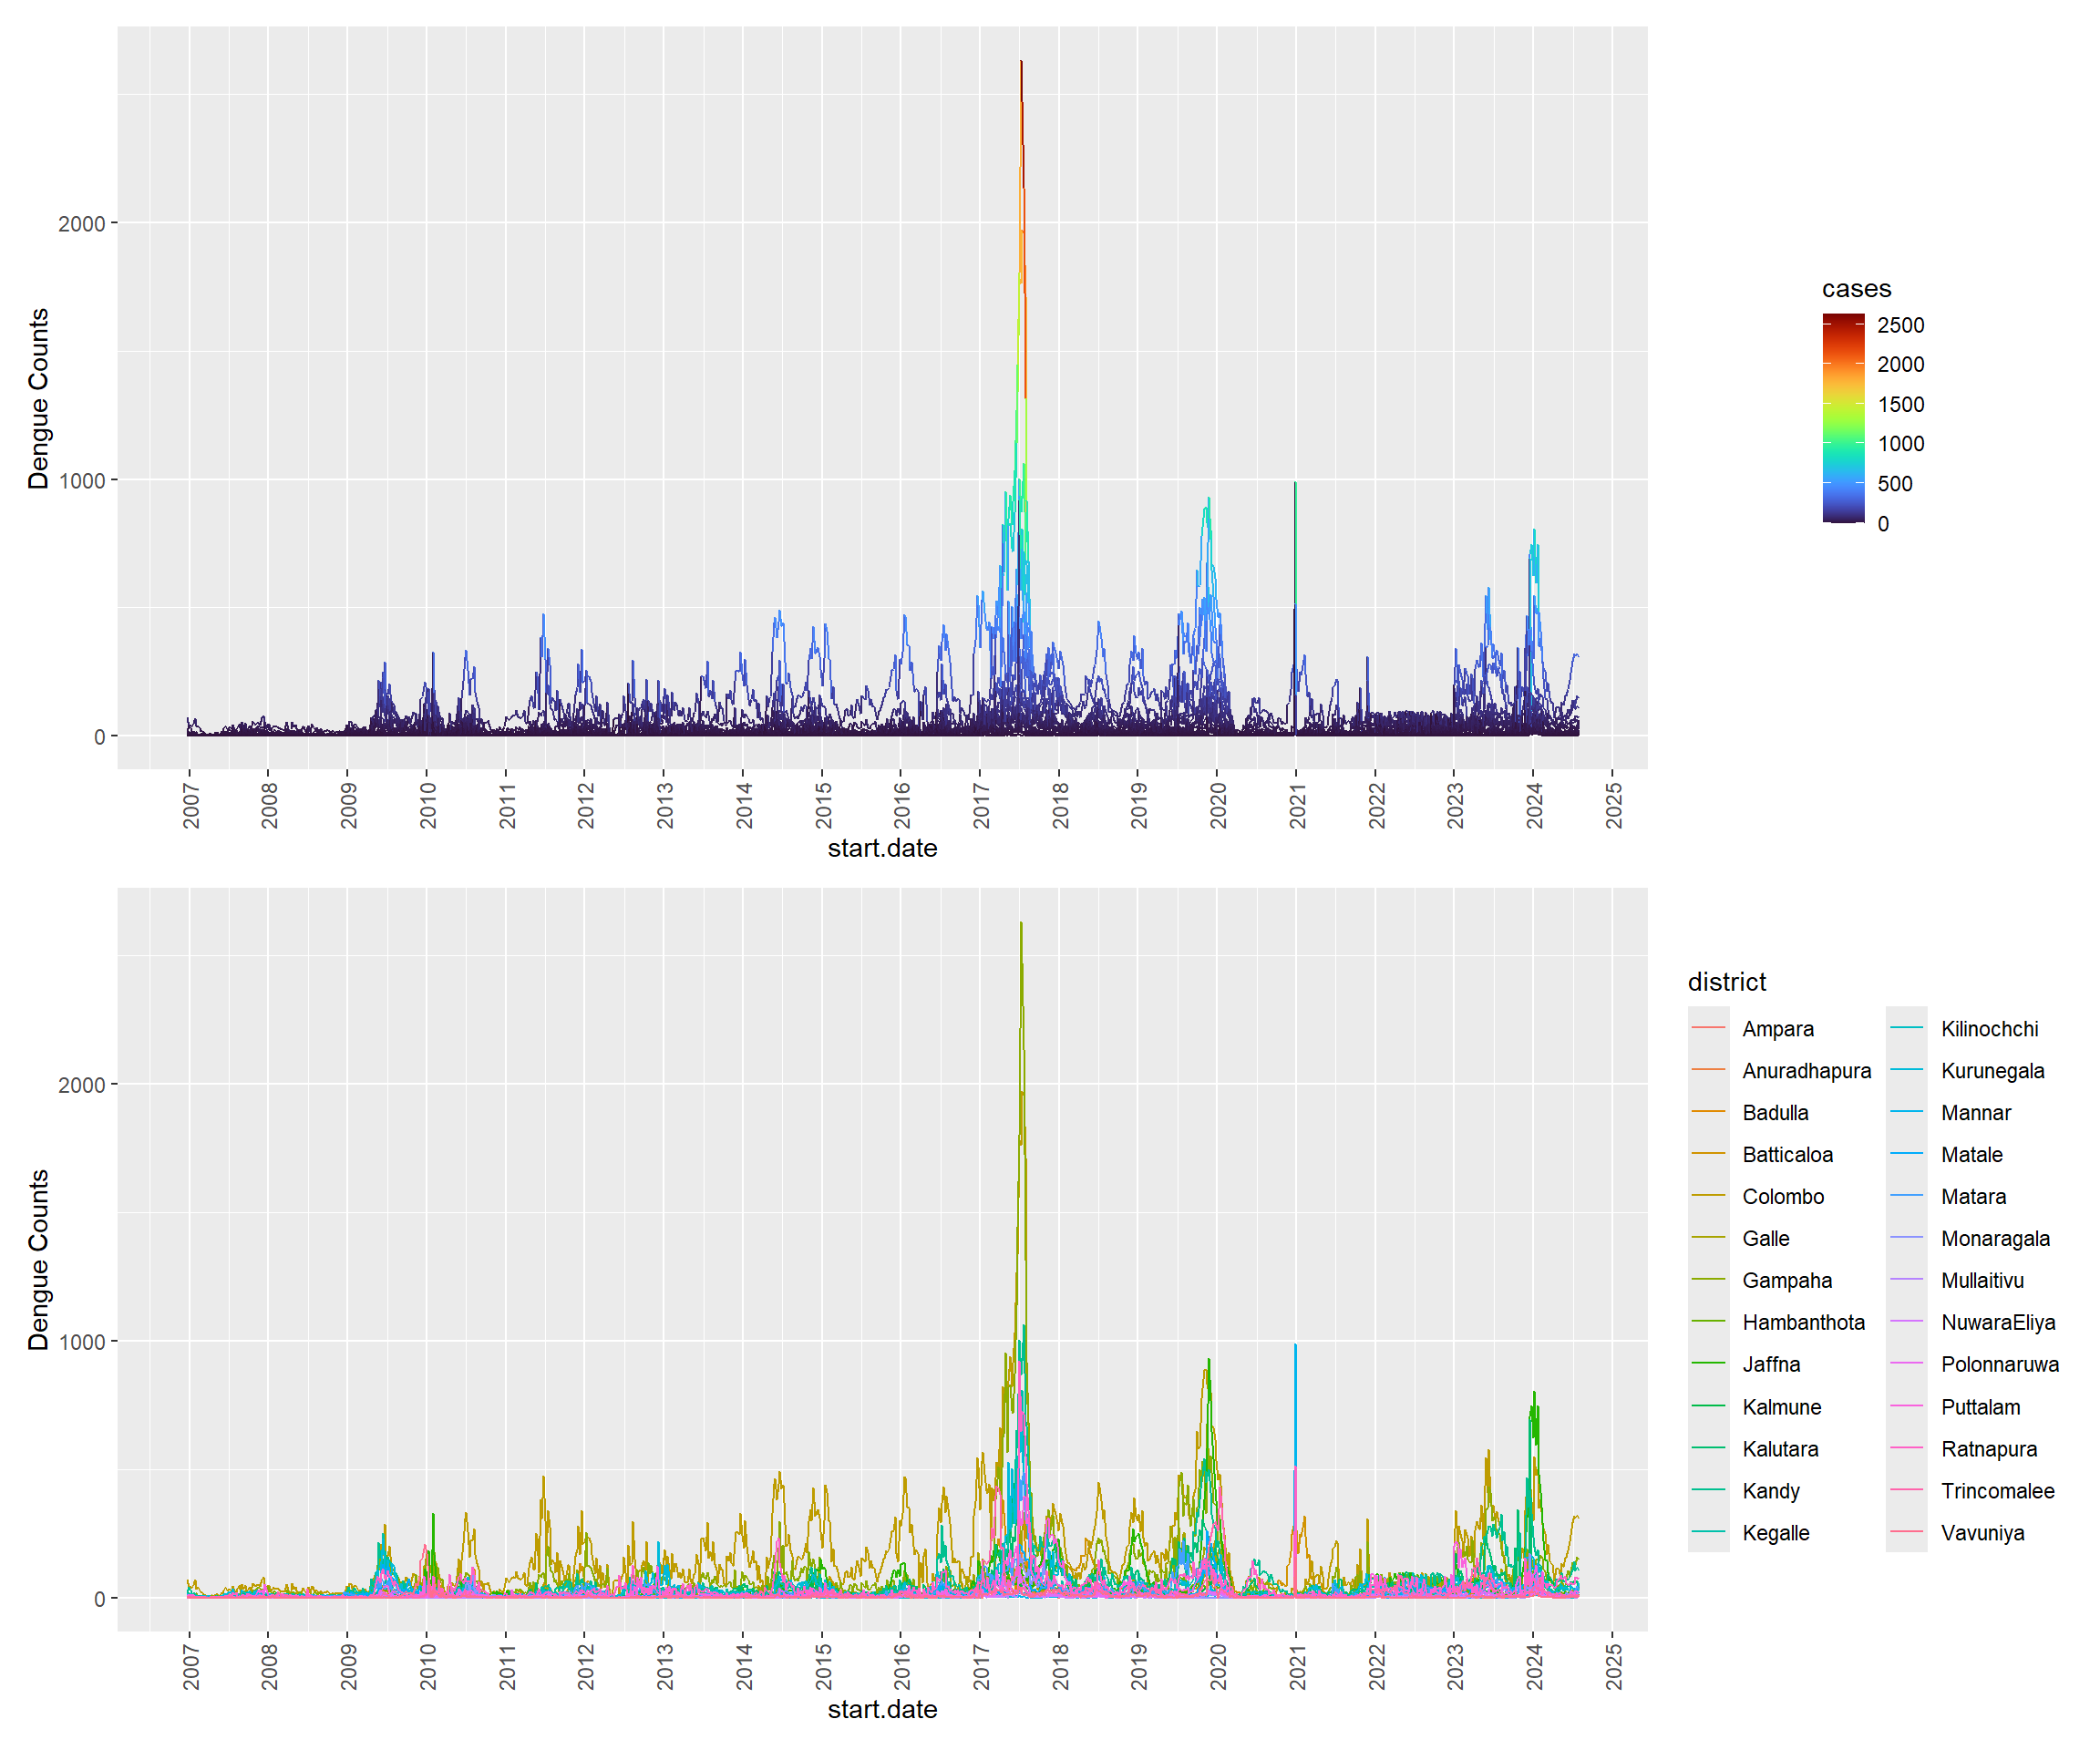 2000
1000
0
Dengue Counts
2007
2008
2009
2010
2011
2012
2013
2014
2015
2016
2017
2018
2019
2020
2021
2022
2023
2024
2025
start.date
cases
2500
2000
1500
1000
500
0
2000
1000
0
Dengue Counts
2007
2008
2009
2010
2011
2012
2013
2014
2015
2016
2017
2018
2019
2020
2021
2022
2023
2024
2025
start.date
district
Ampara
Anuradhapura
Badulla
Batticaloa
Colombo
Galle
Gampaha
Hambanthota
Jaffna
Kalmune
Kalutara
Kandy
Kegalle
Kilinochchi
Kurunegala
Mannar
Matale
Matara
Monaragala
Mullaitivu
NuwaraEliya
Polonnaruwa
Puttalam
Ratnapura
Trincomalee
Vavuniya